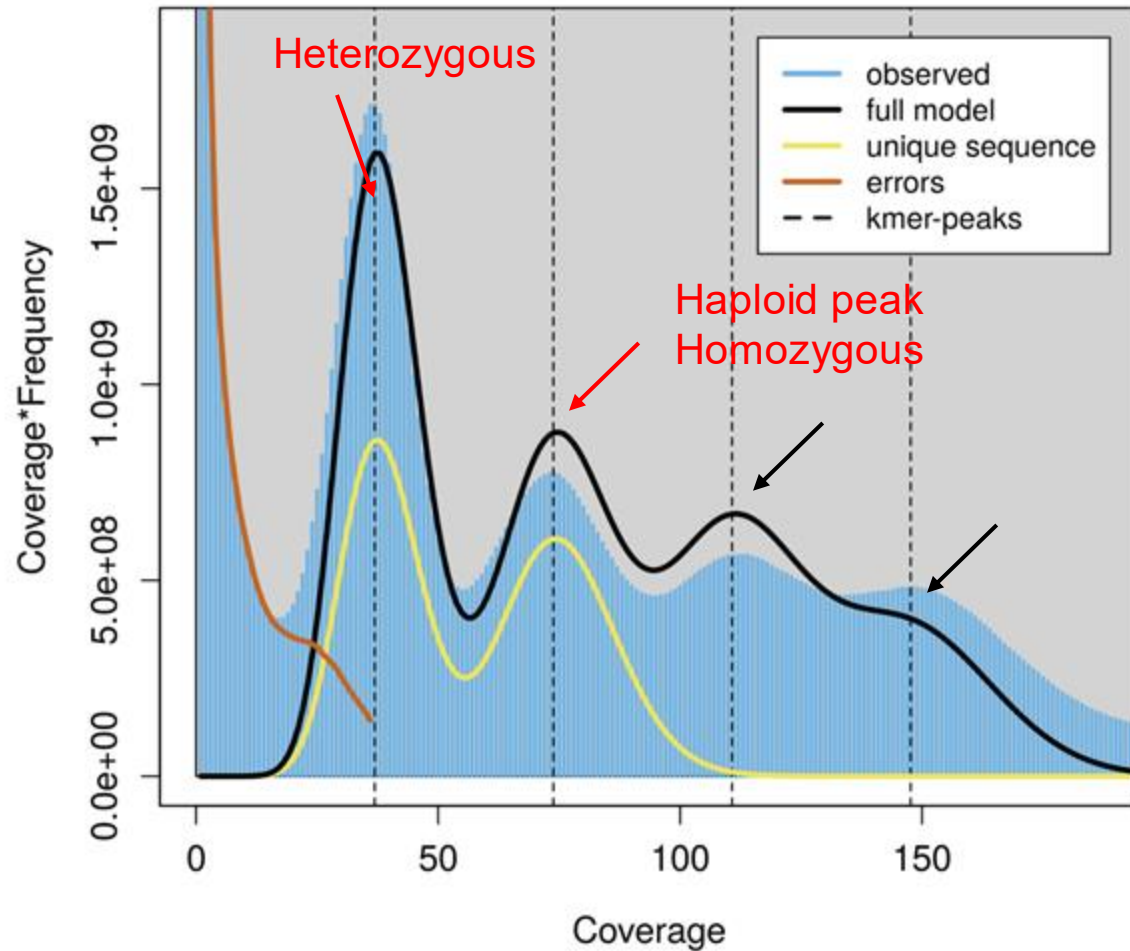 Heterozygous
observed
full model
unique sequence
errors
kmer-peaks
Haploid peak
Homozygous
Coverage*Frequency
0.0e+00
5.0e+08
1.0e+09
1.5e+09
0
50
100
150
Coverage